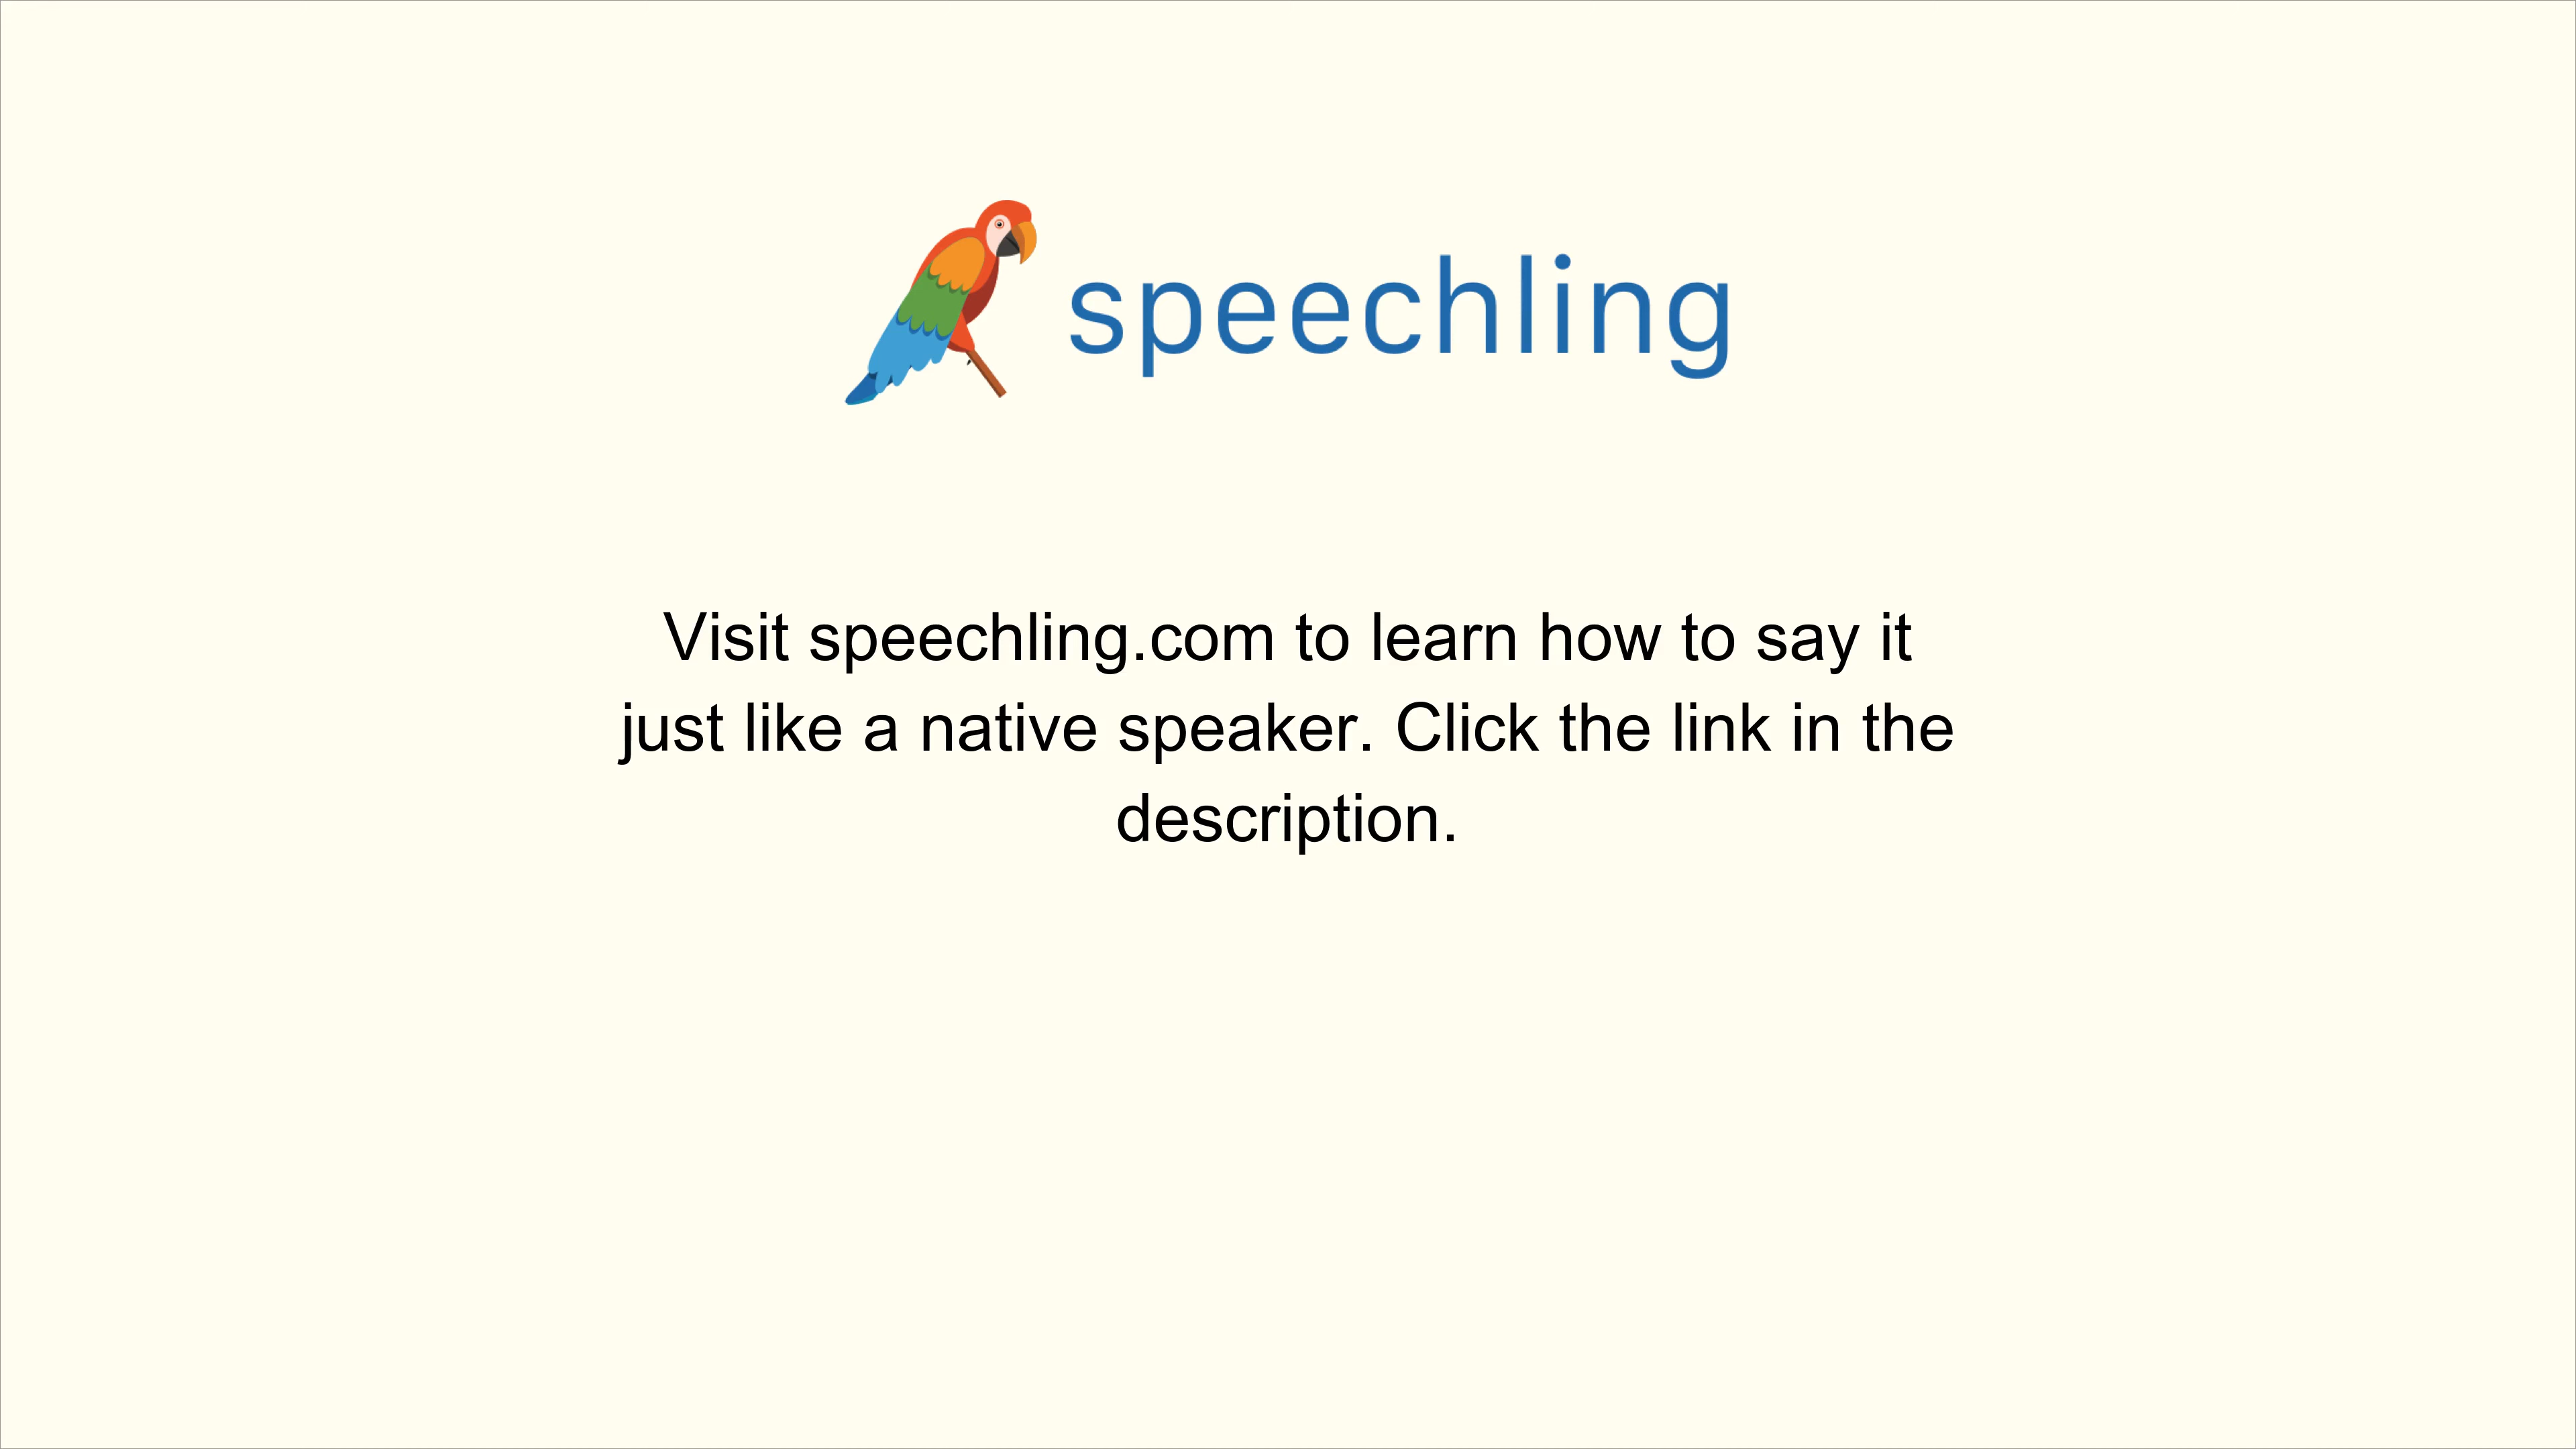 speechling
Visit speechling.com to learn how to say it
just like a native speaker. Click the link in the
description.